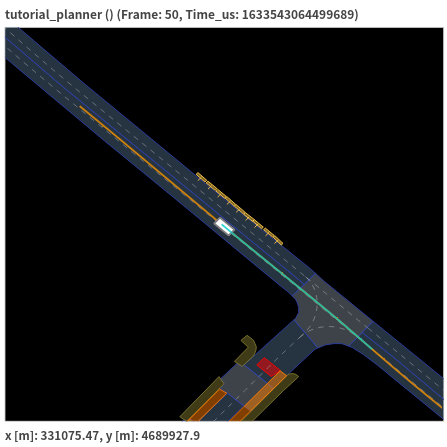 tutorial_planner () (Frame: 50, Time_us: 1633543064499689)
x [m]: 331075.47, y [m]: 4689927.9